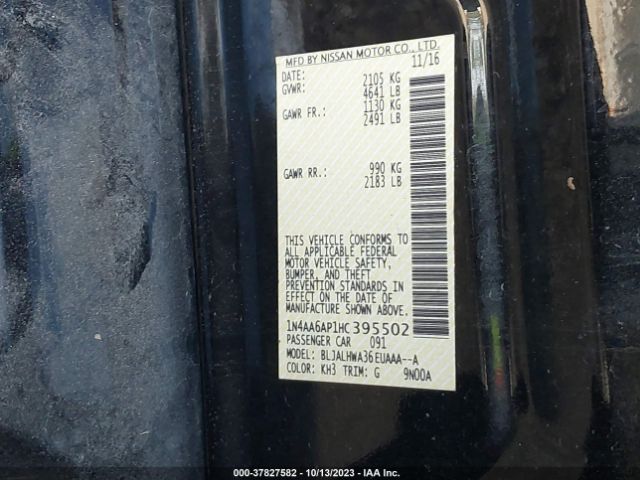 MFD BY NISSAN MOTOR CO., LTD.
DATE: 11/16
GVWR: 2105 KG
4641 LB
GAWR FR.: 1130 KG
2491 LB
GAWR RR.: 990 KG
2183 LB
THIS VEHICLE CONFORMS TO
ALL APPLICABLE FEDERAL
MOTOR VEHICLE SAFETY,
BUMPER, AND THEFT
PREVENTION STANDARDS IN
EFFECT ON THE DATE OF
MANUFACTURE SHOWN ABOVE.
1N4AA6AP1HC395502
PASSENGER CAR 091
MODEL: BLJALHWA36EUAAA--A
COLOR: KH3 TRIM: G 9N00A
000-37827582 - 10/13/2023 - IAA Inc.